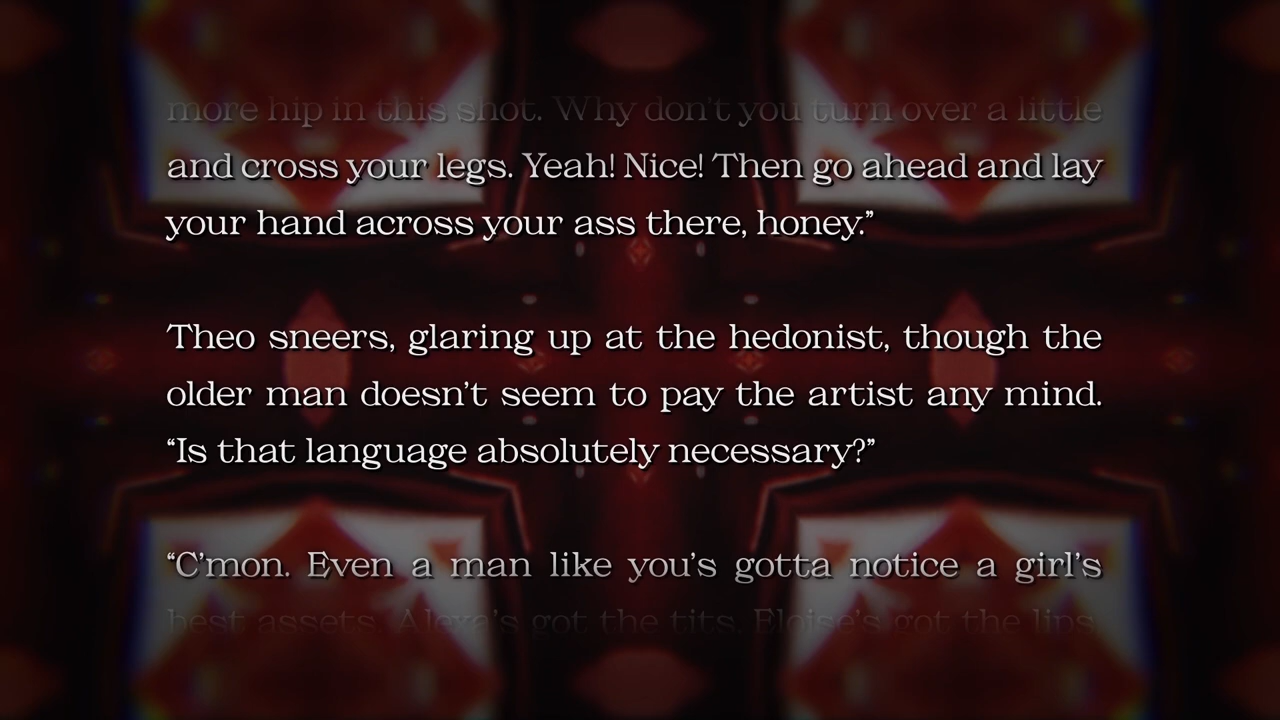 more hip in this shot. Why don't you turn over a little
and cross your legs. Yeah! Nice! Then go ahead and lay
your hand across your ass there, honey.”
Theo sneers, glaring up at the hedonist, though the
older man doesn’t seem to pay the artist any mind.
“Is that language absolutely necessary?”
“C’mon. Even a man like you’s gotta notice a girl’s
best assets. Alexa’s got the tits. Eloise’s got the lips.